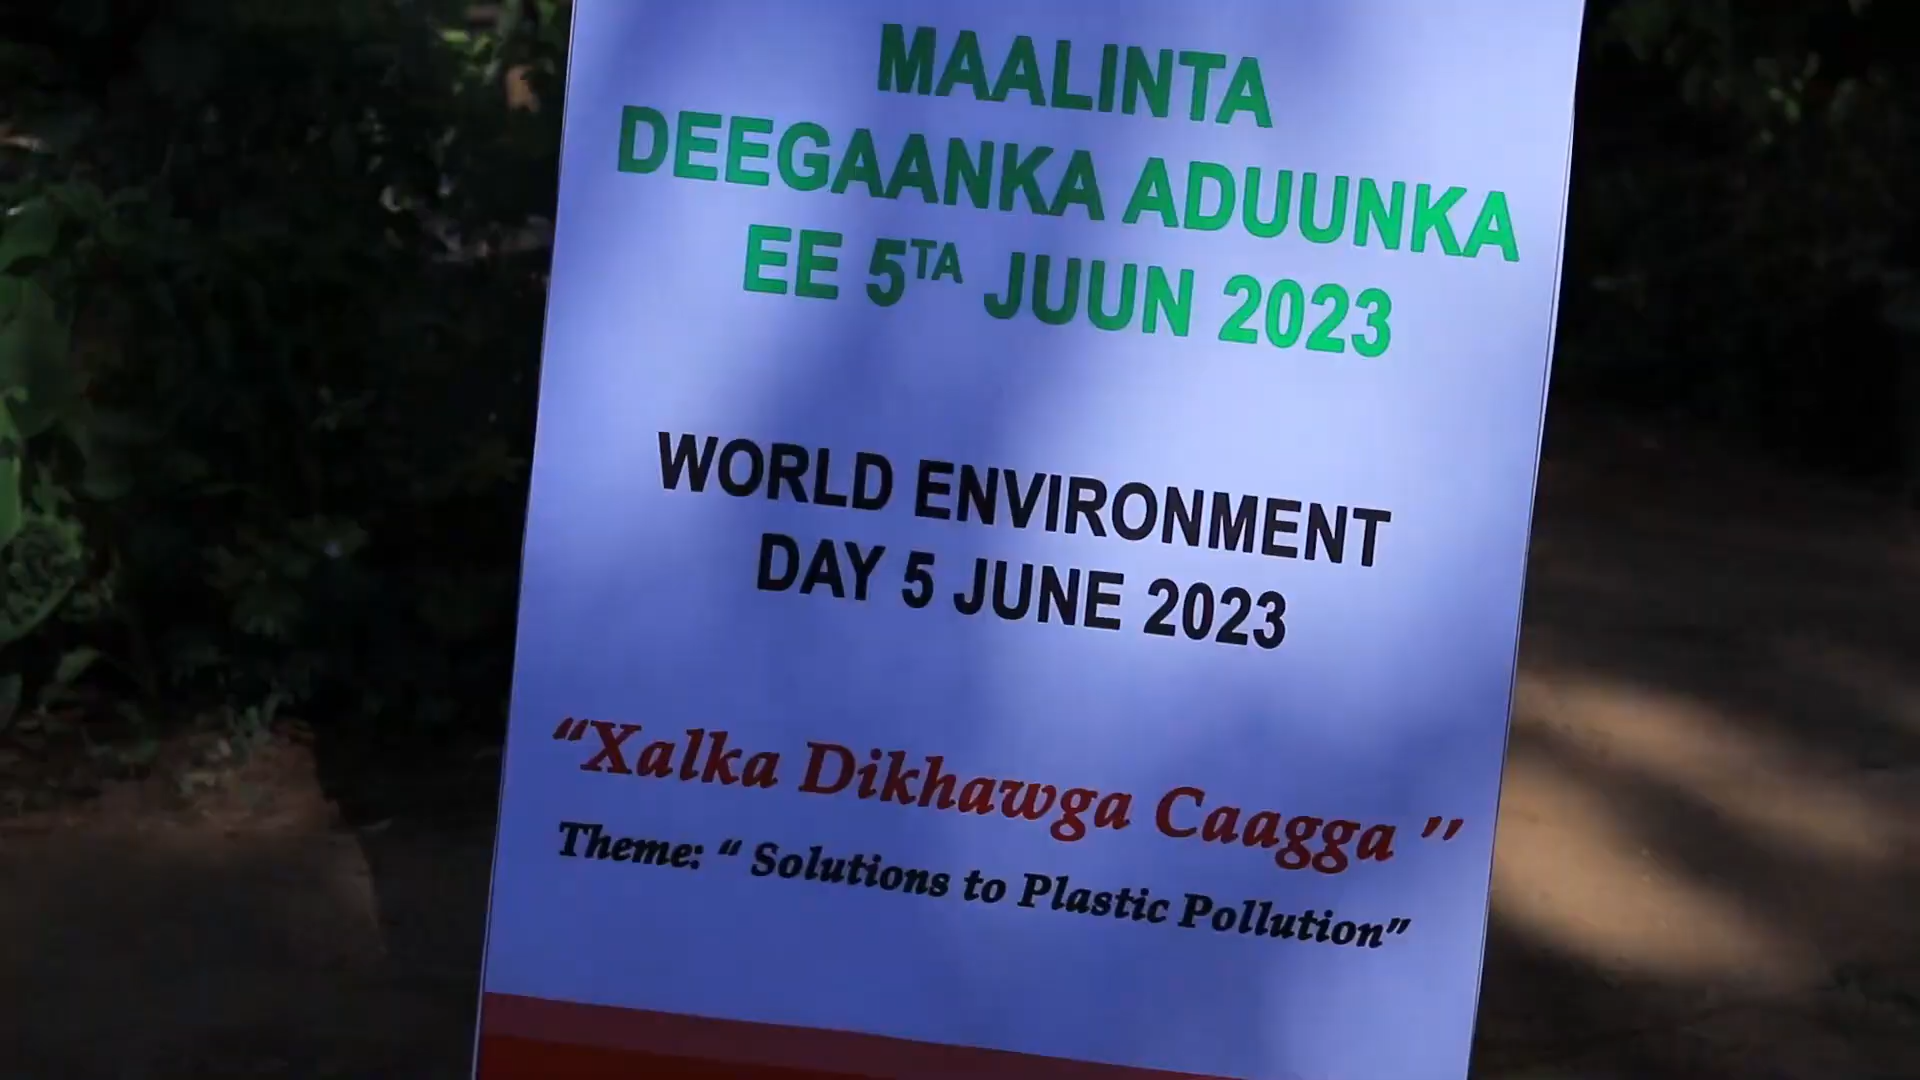 MAALINTA
DEEGAANKA ADUUNKA
EE 5TA JUUN 2023
WORLD ENVIRONMENT
DAY 5 JUNE 2023
“Xalka Dikhawga Caagga ”
Theme: “ Solutions to Plastic Pollution”